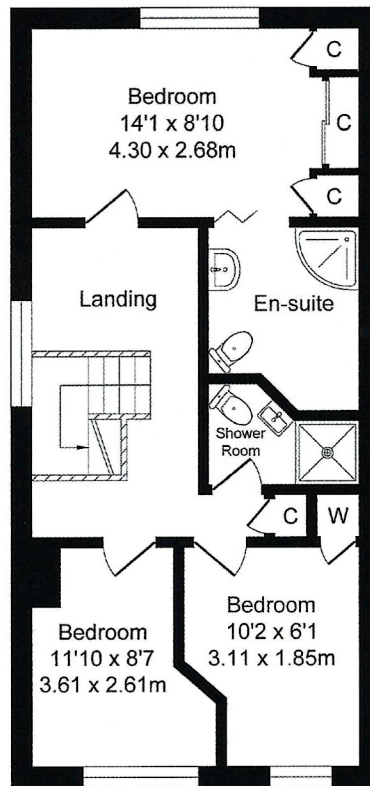 C
Bedroom
14'1 x 8'10
4.30 x 2.68m
C
C
Landing
En-suite
Shower
Room
C
W
Bedroom
11'10 x 8'7
3.61 x 2.61m
Bedroom
10'2 x 6'1
3.11 x 1.85m